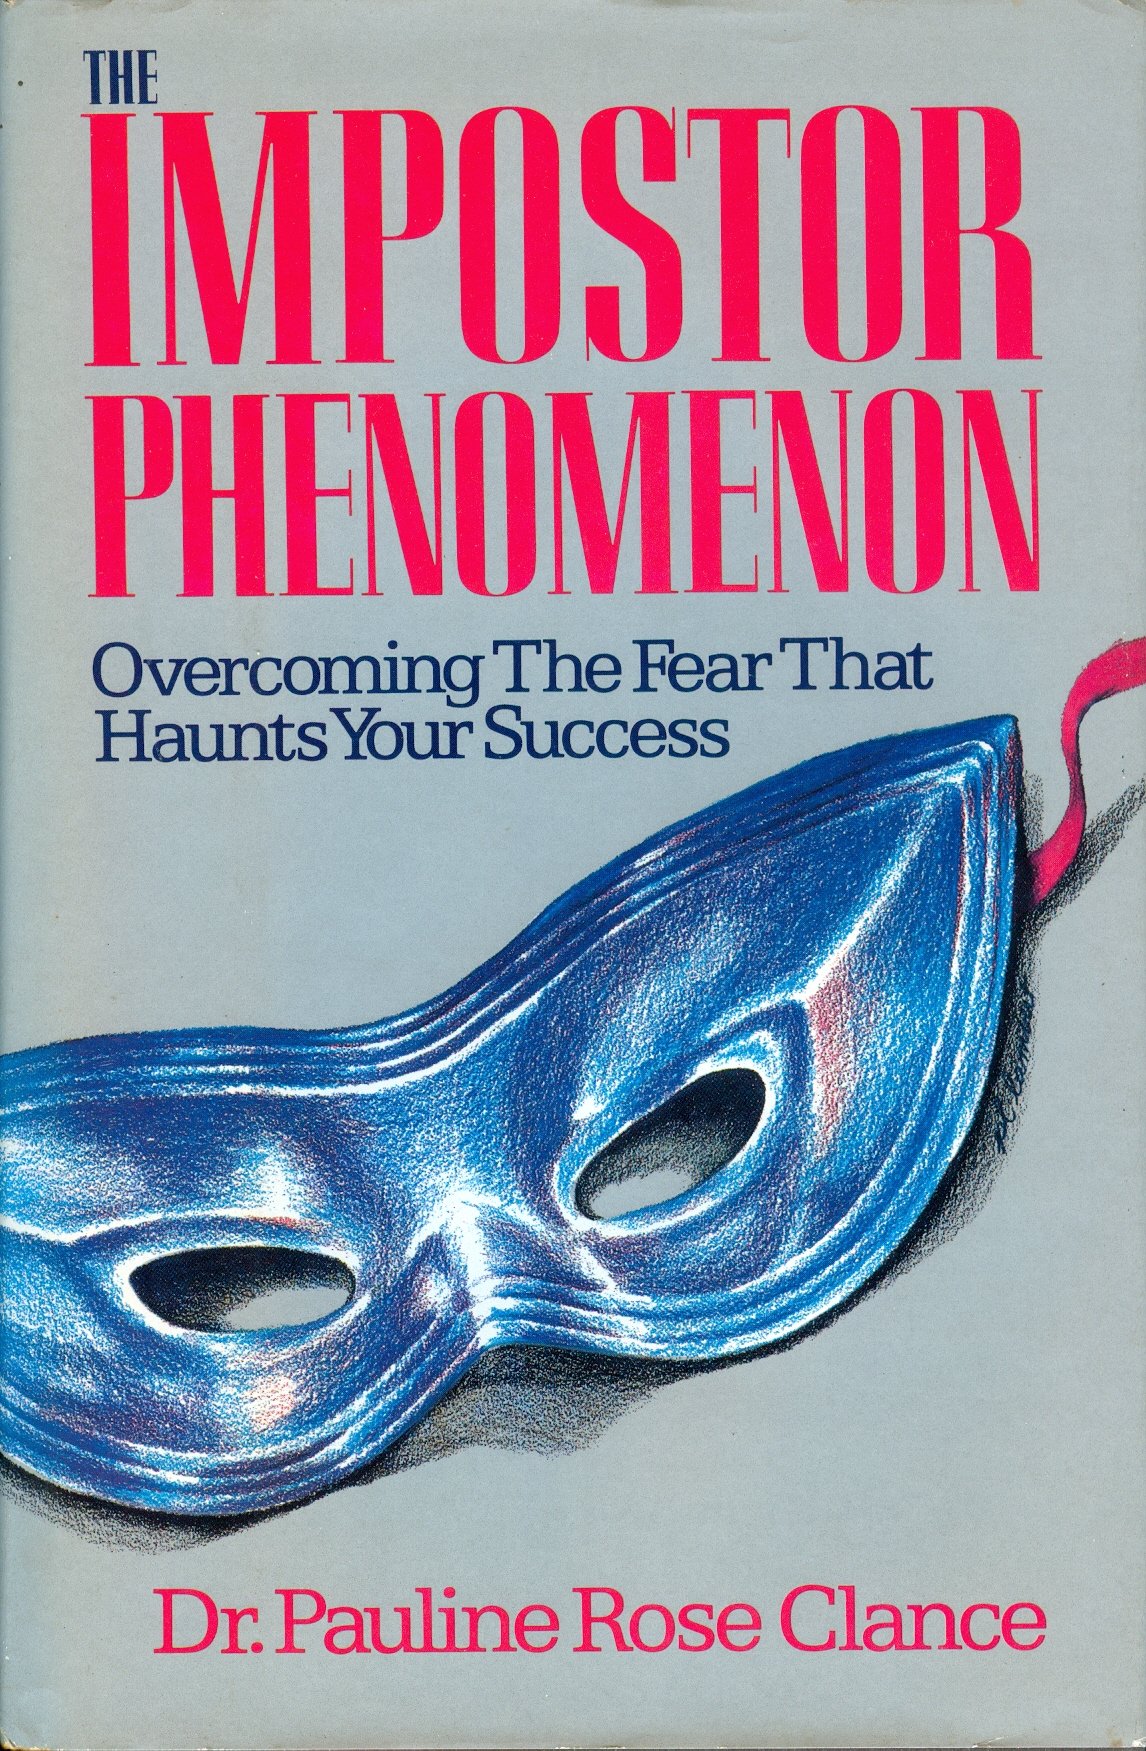 THE
IMPOSTOR
PHENOMENON
Overcoming The Fear That
Haunts Your Success
Dr. Pauline Rose Clance